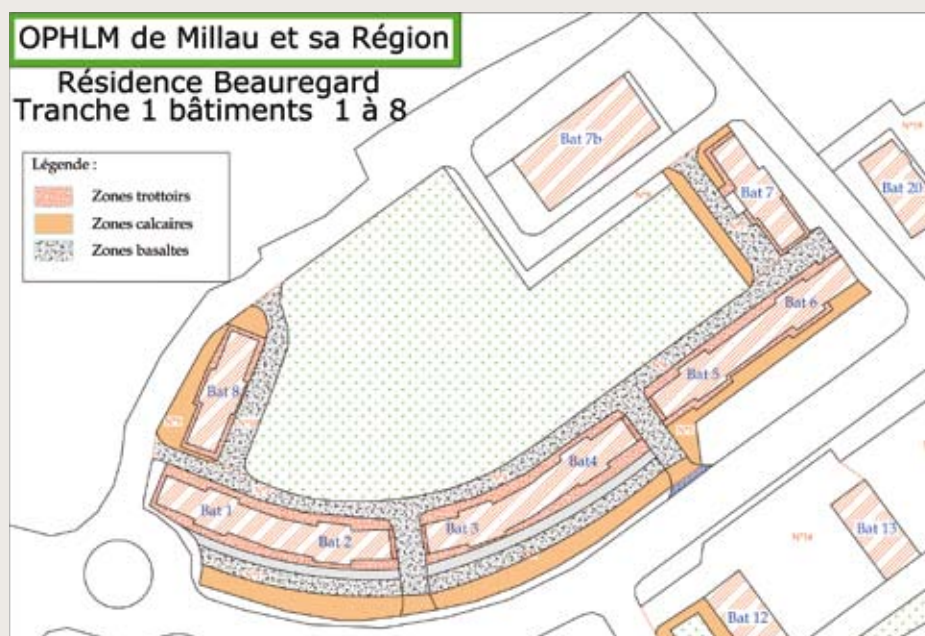 OPHLM de Millau et sa Région
Résidence Beauregard
Tranche 1 bâtiments 1 à 8
Légende :
Zones trottoirs
Zones calcaires
Zones basaltes
Bat 7b
Bat 7
Bat 20
Bat 6
Bat 5
Bat 8
Bat4
Bat 3
Bat 1
Bat 2
Bat 13
Bat 12
N°14